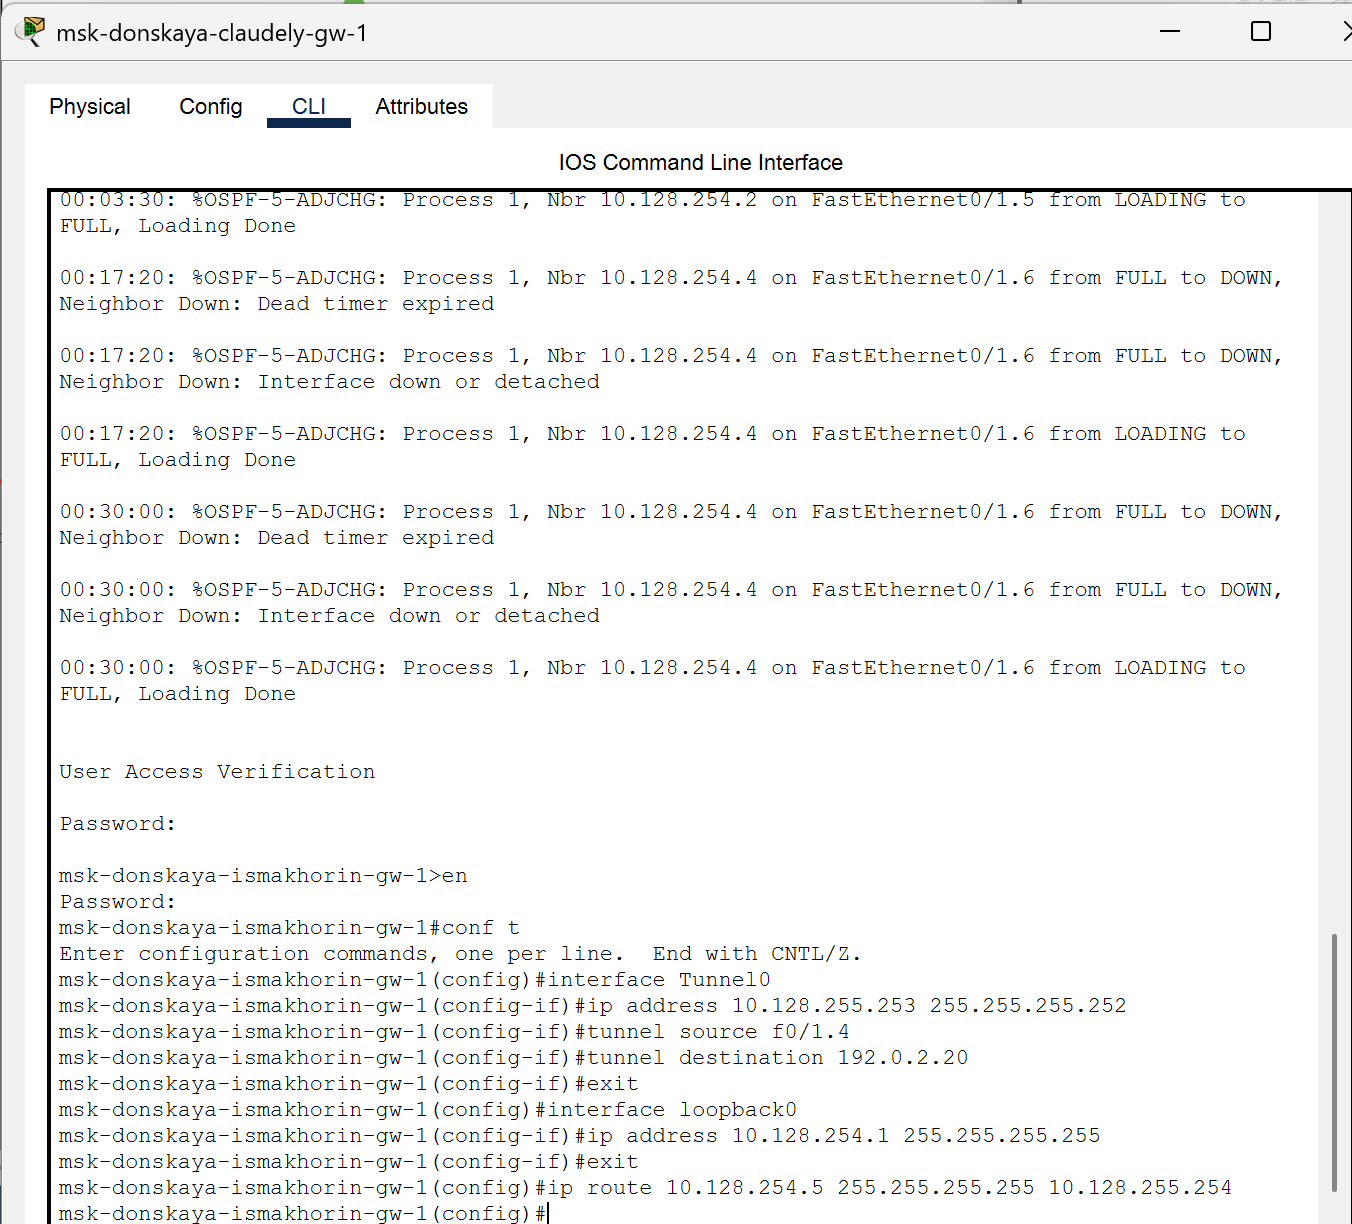 msk-donskaya-claudely-gw-1
Physical Config CLI Attributes
IOS Command Line Interface
00:03:30: %OSPF-5-ADJCHG: Process 1, Nbr 10.128.254.2 on FastEthernet0/1.5 from LOADING to
FULL, Loading Done
00:17:20: %OSPF-5-ADJCHG: Process 1, Nbr 10.128.254.4 on FastEthernet0/1.6 from FULL to DOWN,
Neighbor Down: Dead timer expired
00:17:20: %OSPF-5-ADJCHG: Process 1, Nbr 10.128.254.4 on FastEthernet0/1.6 from FULL to DOWN,
Neighbor Down: Interface down or detached
00:17:20: %OSPF-5-ADJCHG: Process 1, Nbr 10.128.254.4 on FastEthernet0/1.6 from LOADING to
FULL, Loading Done
00:30:00: %OSPF-5-ADJCHG: Process 1, Nbr 10.128.254.4 on FastEthernet0/1.6 from FULL to DOWN,
Neighbor Down: Dead timer expired
00:30:00: %OSPF-5-ADJCHG: Process 1, Nbr 10.128.254.4 on FastEthernet0/1.6 from FULL to DOWN,
Neighbor Down: Interface down or detached
00:30:00: %OSPF-5-ADJCHG: Process 1, Nbr 10.128.254.4 on FastEthernet0/1.6 from LOADING to
FULL, Loading Done
User Access Verification
Password:
msk-donskaya-ismakhorin-gw-1>en
Password:
msk-donskaya-ismakhorin-gw-1#conf t
Enter configuration commands, one per line.  End with CNTL/Z.
msk-donskaya-ismakhorin-gw-1(config)#interface Tunnel0
msk-donskaya-ismakhorin-gw-1(config-if)#ip address 10.128.255.253 255.255.255.252
msk-donskaya-ismakhorin-gw-1(config-if)#tunnel source f0/1.4
msk-donskaya-ismakhorin-gw-1(config-if)#tunnel destination 192.0.2.20
msk-donskaya-ismakhorin-gw-1(config-if)#exit
msk-donskaya-ismakhorin-gw-1(config)#interface loopback0
msk-donskaya-ismakhorin-gw-1(config-if)#ip address 10.128.254.1 255.255.255.255
msk-donskaya-ismakhorin-gw-1(config-if)#exit
msk-donskaya-ismakhorin-gw-1(config)#ip route 10.128.254.5 255.255.255.255 10.128.255.254
msk-donskaya-ismakhorin-gw-1(config)#